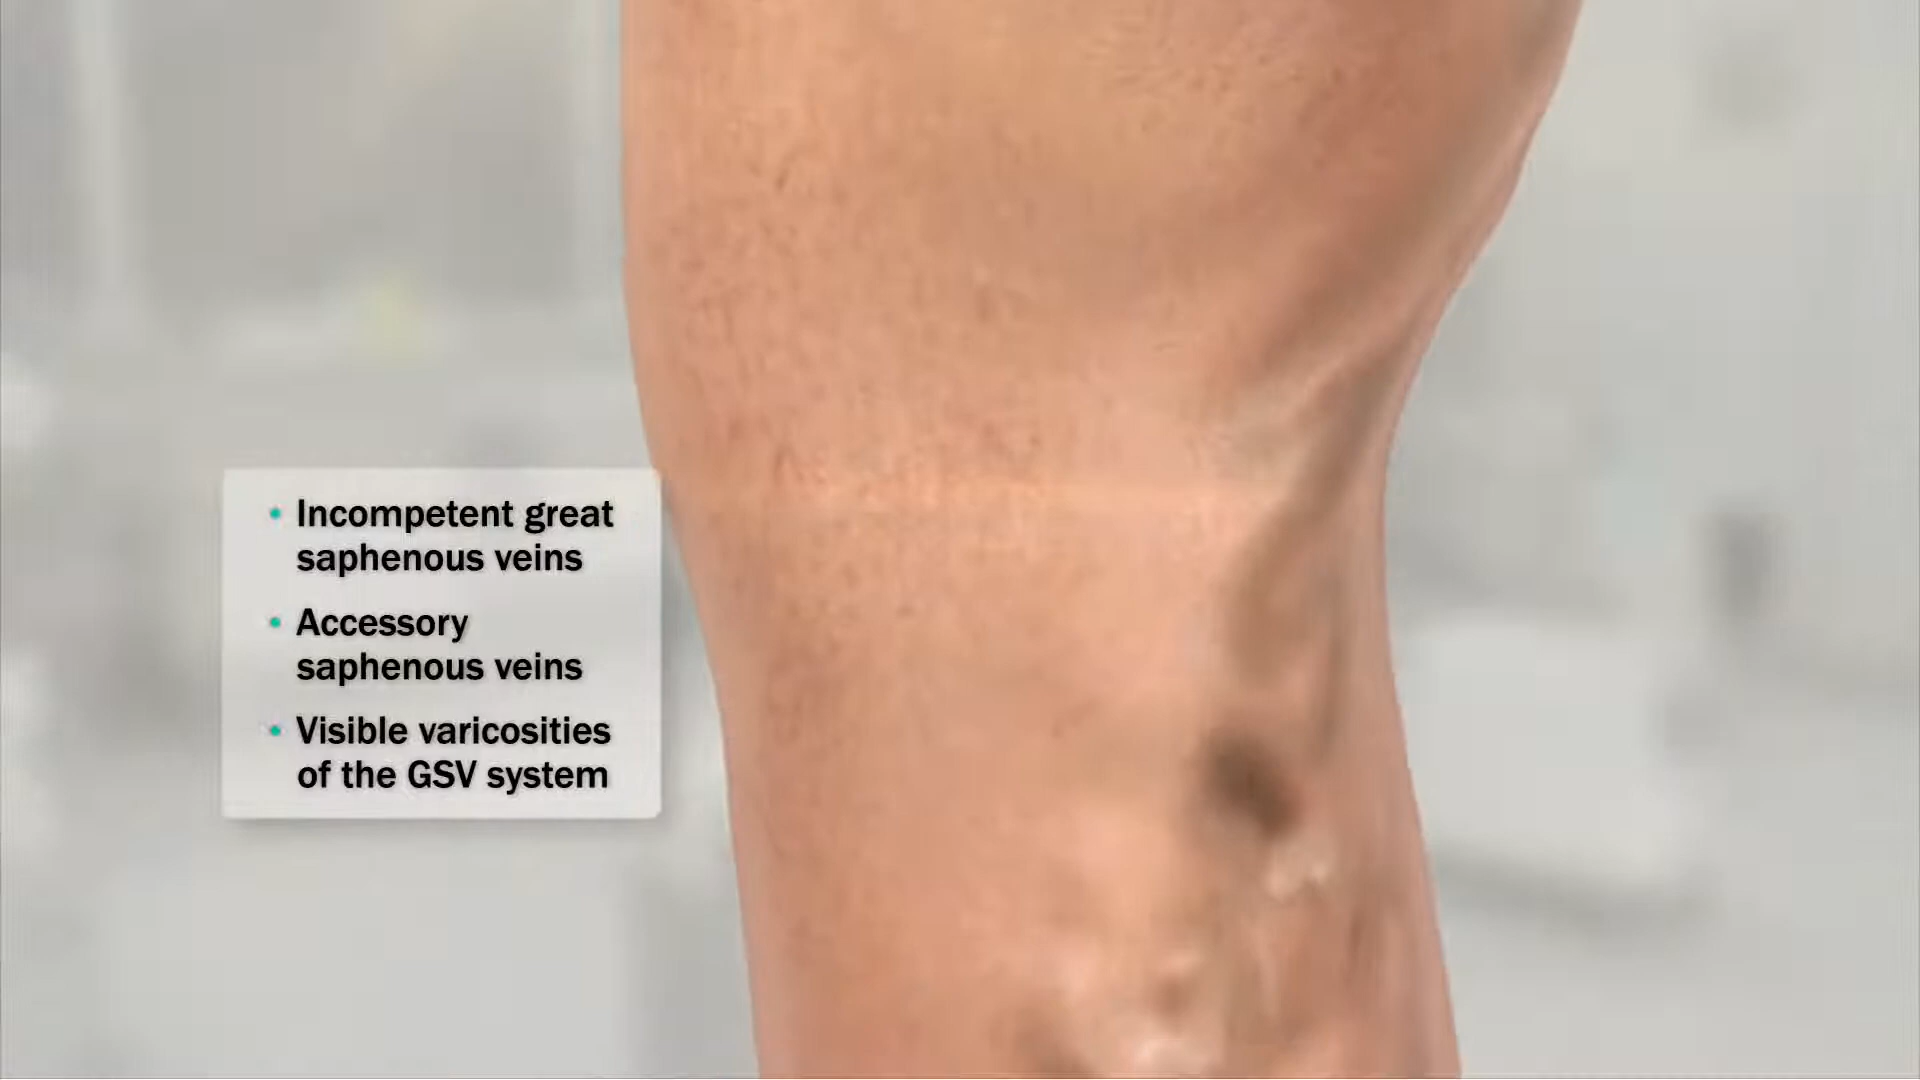 • Incompetent great
saphenous veins
• Accessory
saphenous veins
• Visible varicosities
of the GSV system